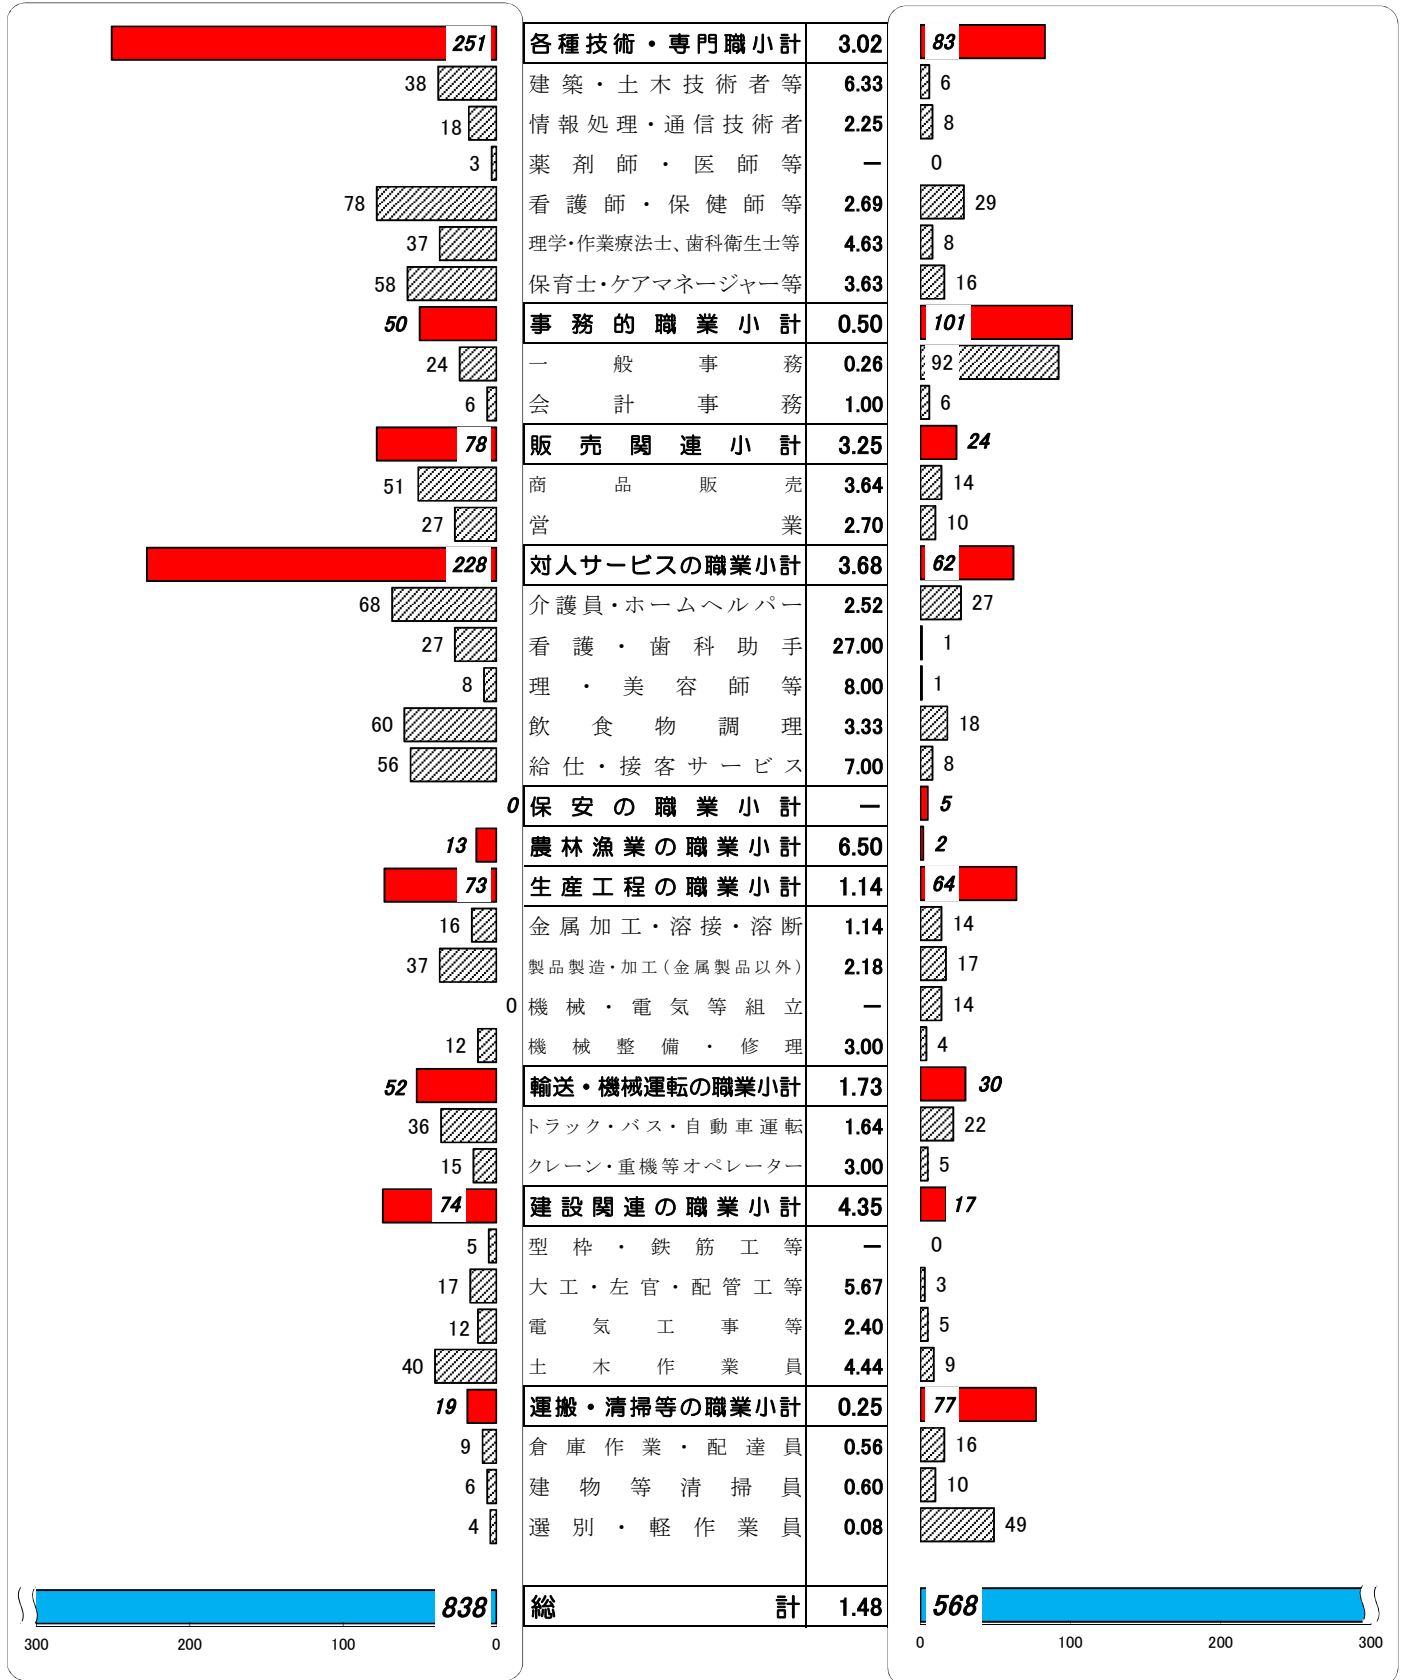 251 各種技術・専門職小計 3.02 83
38 建築・土木技術者等 6.33 6
18 情報処理・通信技術者 2.25 8
3 薬剤師・医師等 － 0
78 看護師・保健師等 2.69 29
37 理学・作業療法士、歯科衛生士等 4.63 8
58 保育士・ケアマネージャー等 3.63 16
50 事務的職業小計 0.50 101
24 一般事務 0.26 92
6 会計事務 1.00 6
78 販売関連小計 3.25 24
51 商品販売 3.64 14
27 営業 2.70 10
228 対人サービスの職業小計 3.68 62
68 介護員・ホームヘルパー 2.52 27
27 看護・歯科助手 27.00 1
8 理・美容師等 8.00 1
60 飲食物調理 3.33 18
56 給仕・接客サービス 7.00 8
0 保安の職業小計 － 5
13 農林漁業の職業小計 6.50 2
73 生産工程の職業小計 1.14 64
16 金属加工・溶接・溶断 1.14 14
37 製品製造・加工（金属製品以外） 2.18 17
0 機械・電気等組立 － 14
12 機械整備・修理 3.00 4
52 輸送・機械運転の職業小計 1.73 30
36 トラック・バス・自動車運転 1.64 22
15 クレーン・重機等オペレーター 3.00 5
74 建設関連の職業小計 4.35 17
5 型枠・鉄筋工等 － 0
17 大工・左官・配管工等 5.67 3
12 電気工事等 2.40 5
40 土木作業員 4.44 9
19 運搬・清掃等の職業小計 0.25 77
9 倉庫作業・配達員 0.56 16
6 建物等清掃員 0.60 10
4 選別・軽作業員 0.08 49
838 総計 1.48 568
300 200 100 0 0 100 200 300